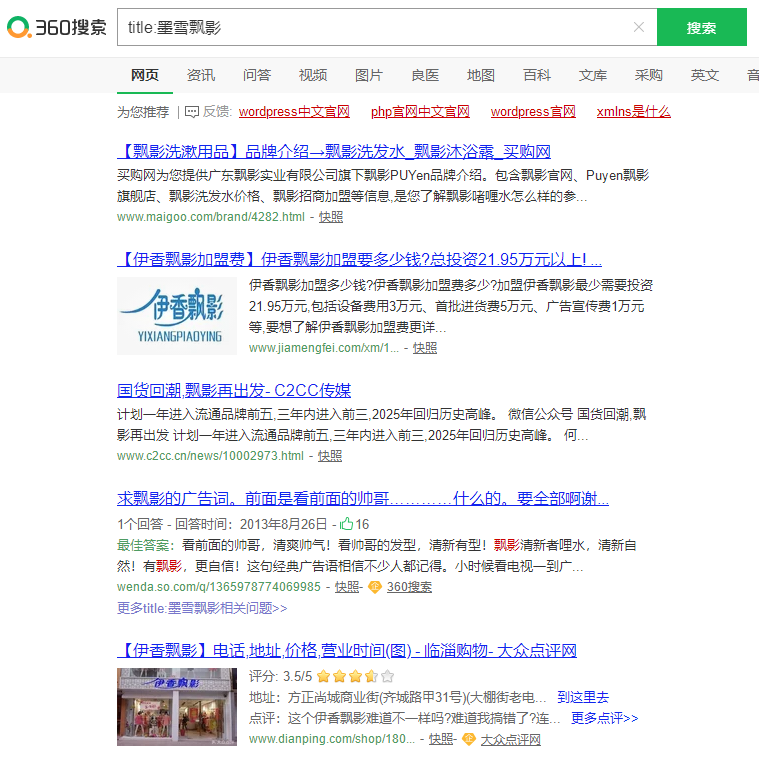 360搜索 title:墨雪飘影 × 搜索
网页 资讯 问答 视频 图片 良医 地图 百科 文库 采购 英文 音
为您推荐 | 反馈: wordpress中文官网 php官网中文官网 wordpress官网 xmlns是什么
【飘影洗漱用品】品牌介绍→飘影洗发水_飘影沐浴露_买购网
买购网为您提供广东飘影实业有限公司旗下飘影PUYen品牌介绍。包含飘影官网、Puyen飘影
旗舰店、飘影洗发水价格、飘影招商加盟等信息,是您了解飘影啫喱水怎么样的参...
www.maigoo.com/brand/4282.html - 快照
【伊香飘影加盟费】伊香飘影加盟要多少钱?总投资21.95万元以上! ...
伊香飘影
YIXIANGPIAOYING
伊香飘影加盟多少钱?伊香飘影加盟费多少?加盟伊香飘影最少需要投资
21.95万元,包括设备费用3万元、首批进货费5万元、广告宣传费1万元
等,要想了解伊香飘影加盟费更详...
www.jiamengfei.com/xm/1... - 快照
国货回潮,飘影再出发- C2CC传媒
计划一年进入流通品牌前五,三年内进入前三,2025年回归历史高峰。 微信公众号 国货回潮,飘
影再出发 计划一年进入流通品牌前五,三年内进入前三,2025年回归历史高峰。 何...
www.c2cc.cn/news/10002973.html - 快照
求飘影的广告词。前面是看前面的帅哥…………什么的。要全部啊谢...
1个回答 - 回答时间：2013年8月26日 - 16
最佳答案：看前面的帅哥，清爽帅气！看帅哥的发型，清新有型！飘影清新者哩水，清新自
然！有飘影，更自信！这句经典广告语相信不少人都记得。小时候看电视一到广...
wenda.so.com/q/1365978774069985 - 快照- 360搜索
更多title:墨雪飘影相关问题>>
【伊香飘影】电话,地址,价格,营业时间(图) - 临淄购物- 大众点评网
伊香飘影
评分: 3.5/5
地址：方正尚城商业街(齐城路甲31号)(大棚街老电... 到这里去
点评：这个伊香飘影难道不一样吗?难道我搞错了?连... 更多点评>>
www.dianping.com/shop/180... - 快照- 大众点评网